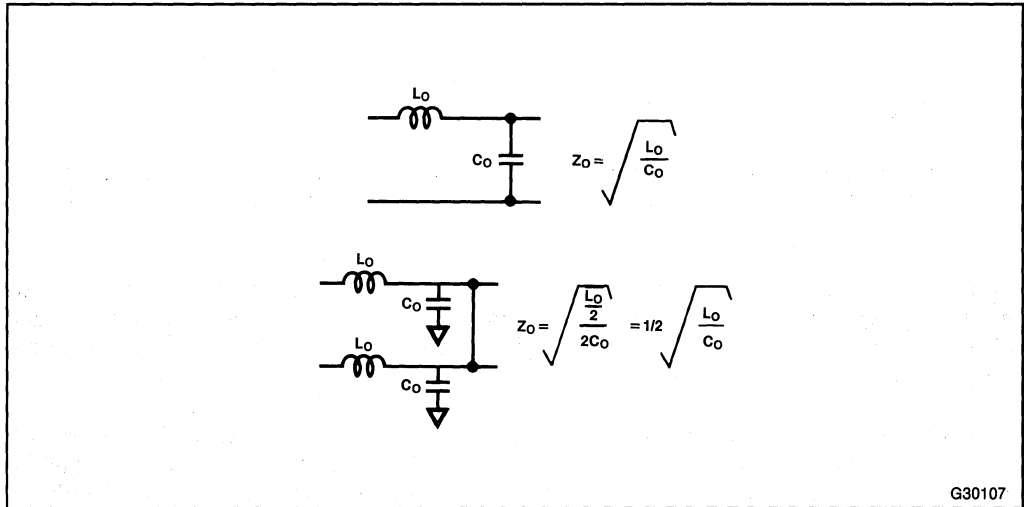 LO
CO
ZO = √ LO / CO
LO
CO
ZO = √ LO / 2 / 2CO = 1/2 √ LO / CO
LO
CO
G30107